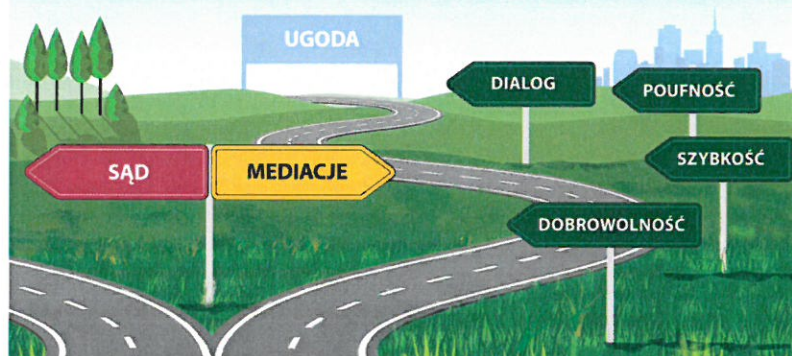 UGODA
DIALOG
POUFNOŚĆ
SĄD
MEDIACJE
SZYBKOŚĆ
DOBROWOLNOŚĆ